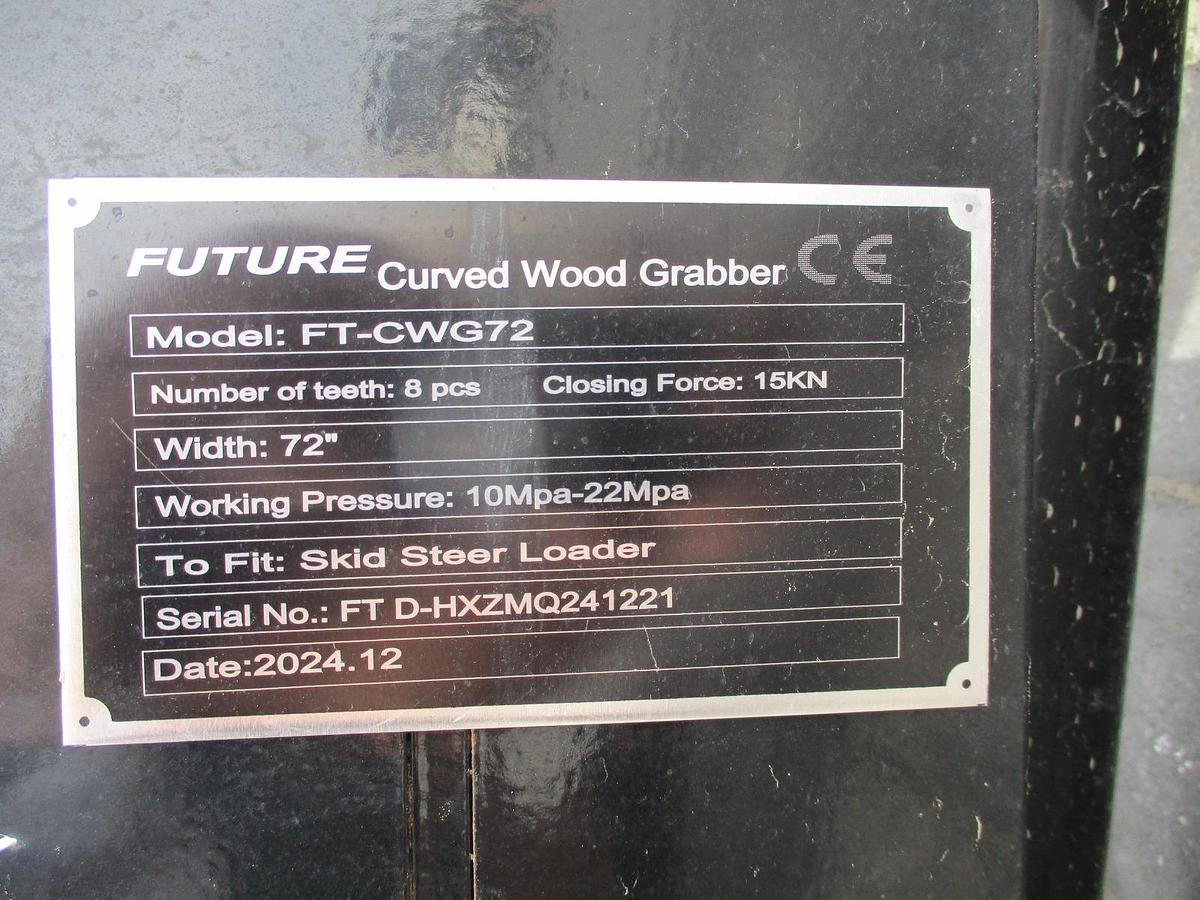 FUTURE Curved Wood Grabber CE
Model: FT-CWG72
Number of teeth: 8 pcs Closing Force: 15KN
Width: 72"
Working Pressure: 10Mpa-22Mpa
To Fit: Skid Steer Loader
Serial No.: FT D-HXZMQ241221
Date:2024.12